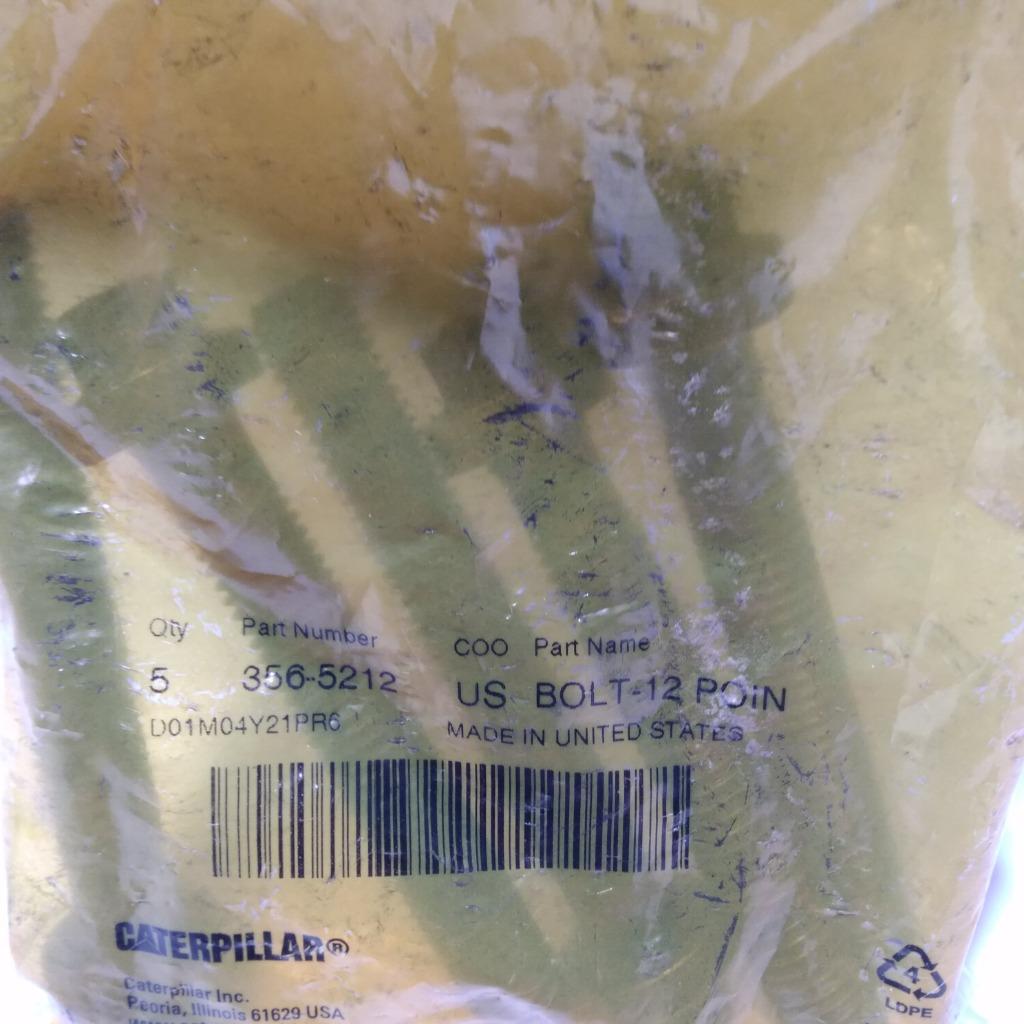 Qty Part Number COO Part Name
5 356-5212 US BOLT-12 POIN
D01M04Y21PR6 MADE IN UNITED STATES
CATERPILLAR®
Caterpillar Inc.
Peoria, Illinois 61629 USA
4
LDPE